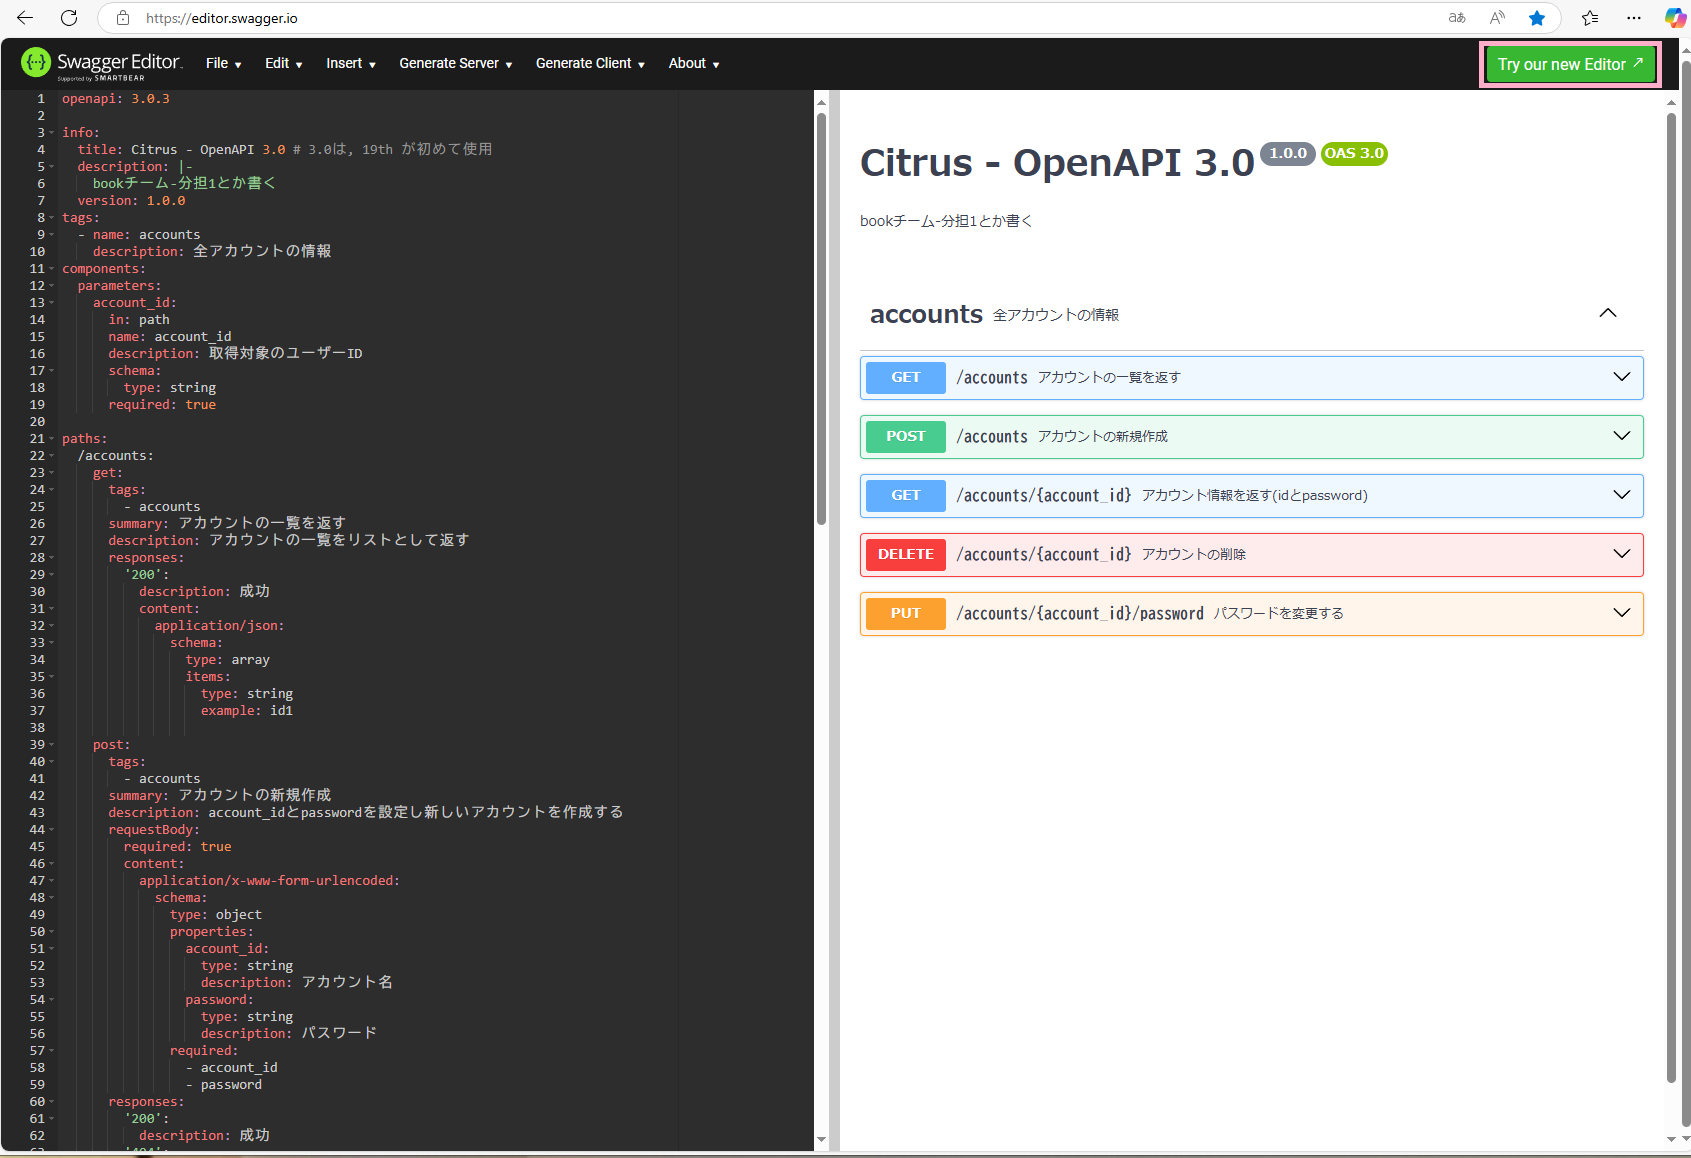 https://editor.swagger.io
Swagger Editor.
Supported by SMARTBEAR
File
Edit
Insert
Generate Server
Generate Client
About
Try our new Editor
1 openapi: 3.0.3
2
3 info:
4 title: Citrus - OpenAPI 3.0 # 3.0は, 19th が初めて使用
5 description: |-
6 bookチーム-分担1とか書く
7 version: 1.0.0
8 tags:
9 - name: accounts
10 description: 全アカウントの情報
11 components:
12 parameters:
13 account_id:
14 in: path
15 name: account_id
16 description: 取得対象のユーザーID
17 schema:
18 type: string
19 required: true
20
21 paths:
22 /accounts:
23 get:
24 tags:
25 - accounts
26 summary: アカウントの一覧を返す
27 description: アカウントの一覧をリストとして返す
28 responses:
29 '200':
30 description: 成功
31 content:
32 application/json:
33 schema:
34 type: array
35 items:
36 type: string
37 example: id1
38
39 post:
40 tags:
41 - accounts
42 summary: アカウントの新規作成
43 description: account_idとpasswordを設定し新しいアカウントを作成する
44 requestBody:
45 required: true
46 content:
47 application/x-www-form-urlencoded:
48 schema:
49 type: object
50 properties:
51 account_id:
52 type: string
53 description: アカウント名
54 password:
55 type: string
56 description: パスワード
57 required:
58 - account_id
59 - password
60 responses:
61 '200':
62 description: 成功
Citrus - OpenAPI 3.0 1.0.0 OAS 3.0
bookチーム-分担1とか書く
accounts 全アカウントの情報
GET /accounts アカウントの一覧を返す
POST /accounts アカウントの新規作成
GET /accounts/{account_id} アカウント情報を返す(idとpassword)
DELETE /accounts/{account_id} アカウントの削除
PUT /accounts/{account_id}/password パスワードを変更する